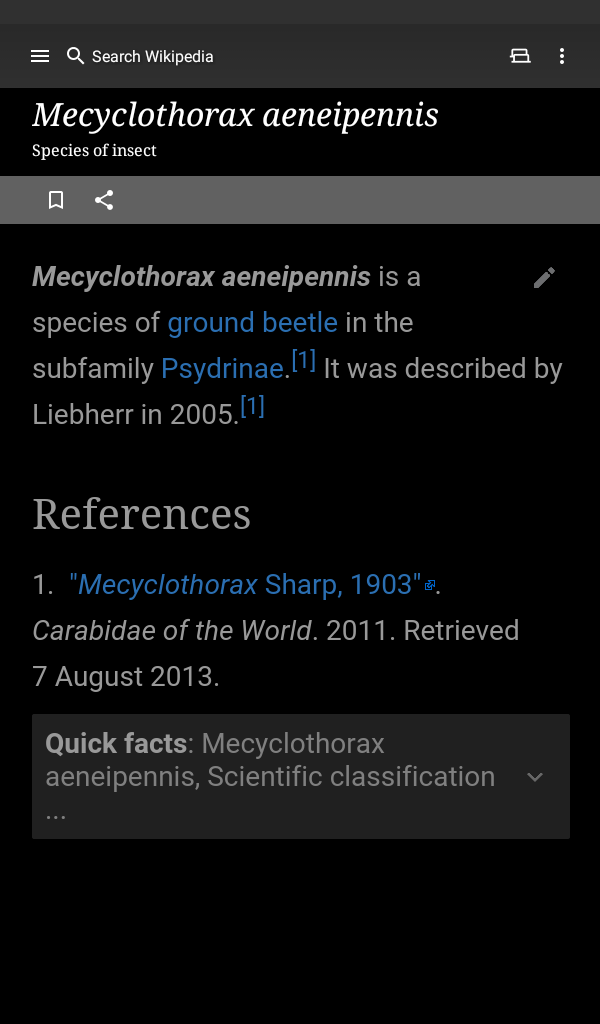 Search Wikipedia
Mecyclothorax aeneipennis
Species of insect
Mecyclothorax aeneipennis is a
species of ground beetle in the
subfamily Psydrinae.[1] It was described by
Liebherr in 2005.[1]
References
1. "Mecyclothorax Sharp, 1903".
Carabidae of the World. 2011. Retrieved
7 August 2013.
Quick facts: Mecyclothorax
aeneipennis, Scientific classification
...